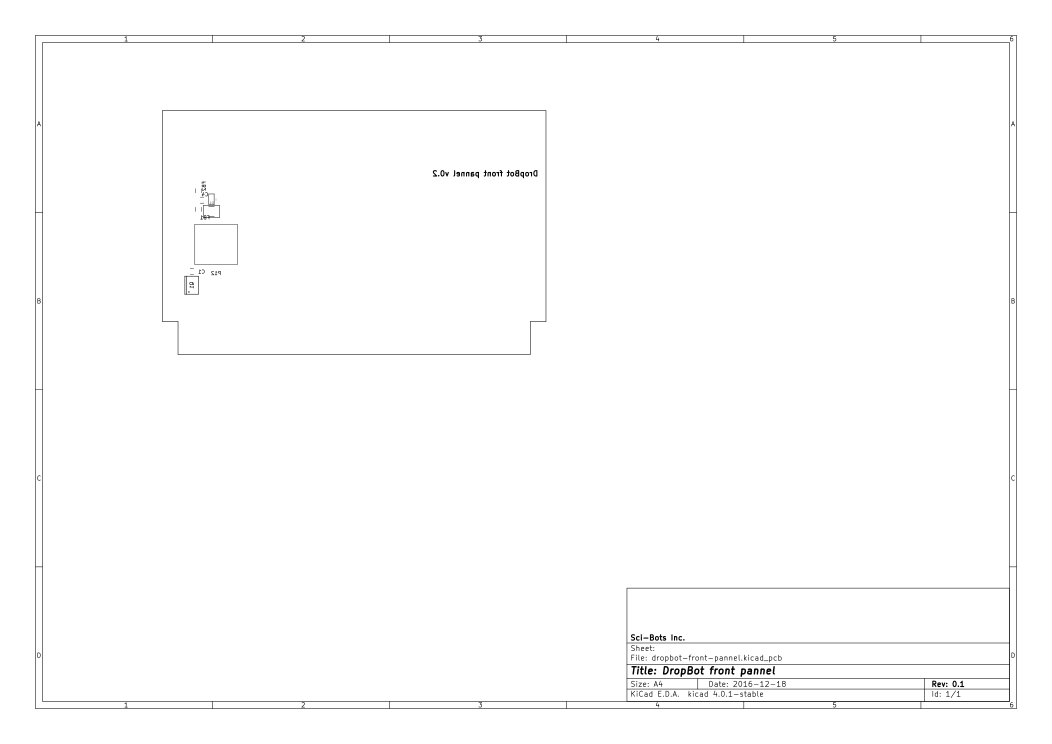 1 2 3 4 5 6
A A
DropBot front pannel v0.2
FB1
C1 PS2
Q1
B B
C C
Sci-Bots Inc.
Sheet:
File: dropbot-front-pannel.kicad_pcb
D D
Title: DropBot front pannel
Size: A4 Date: 2016-12-18 Rev: 0.1
KiCad E.D.A. kicad 4.0.1-stable Id: 1/1
1 2 3 4 5 6